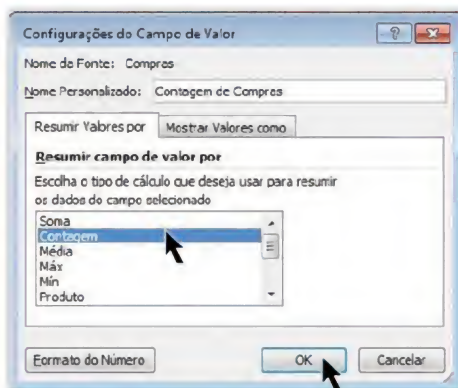 Configurações do Campo de Valor
Nome da Fonte: Compras
Nome Personalizado: Contagem de Compras
Resumir Valores por Mostrar Valores como
Resumir campo de valor por
Escolha o tipo de cálculo que deseja usar para resumir
os dados do campo selecionado
Soma
Contagem
Média
Máx
Mín
Produto
Formato do Número OK Cancelar